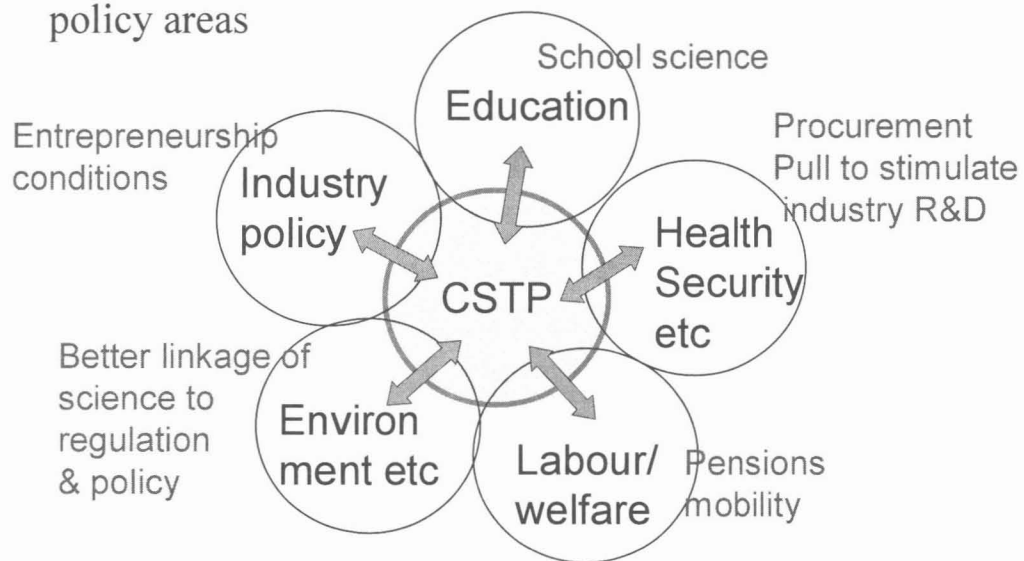 policy areas
School science
Education
Entrepreneurship
conditions
Procurement
Pull to stimulate
industry R&D
Industry
policy
Health
Security
etc
CSTP
Better linkage of
science to
regulation
& policy
Environ
ment etc
Labour/
welfare
Pensions
mobility